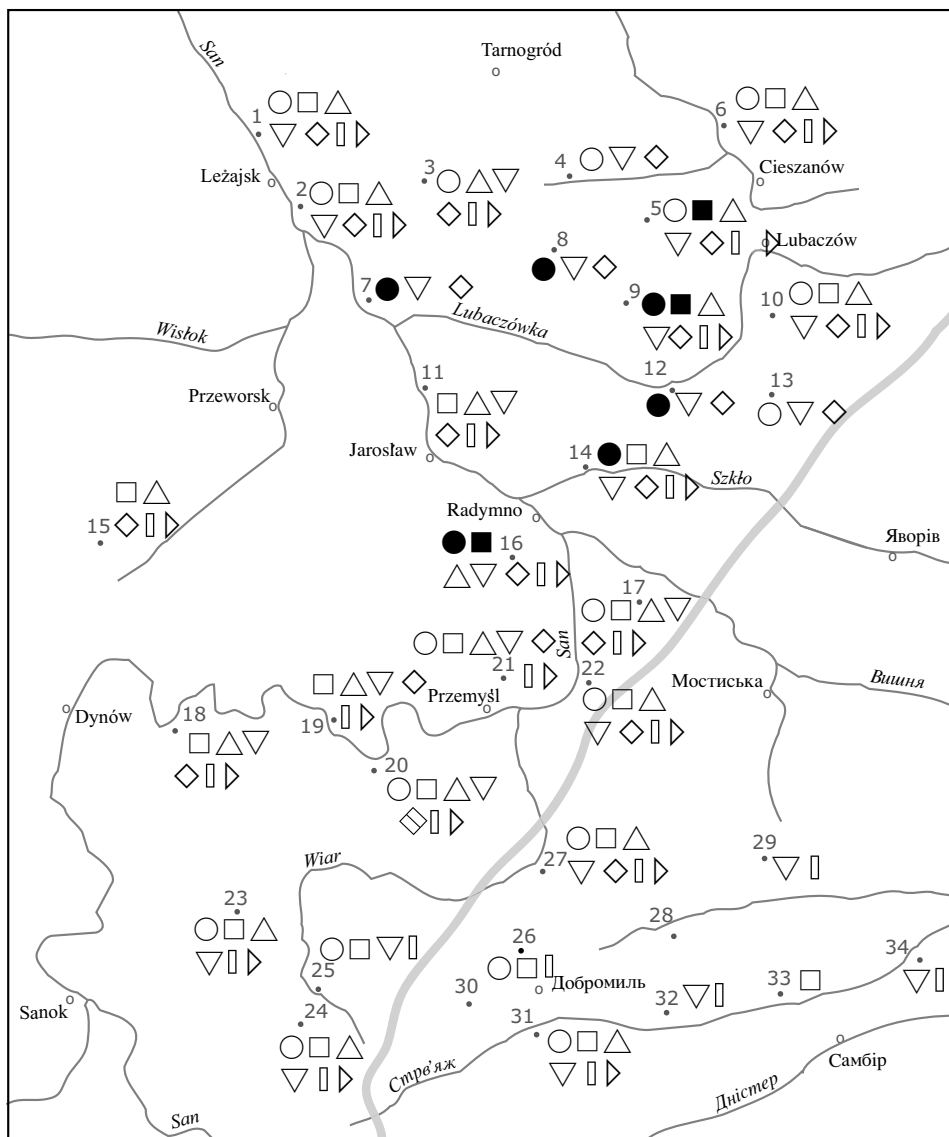 San
Tarnogród
1
6
Leżajsk
3
4
Cieszanów
2
5
Lubaczów
8
7
9
10
Lubaczówka
Wisłok
11
12
13
Przeworsk
Jarosław
14
Szkło
15
Radymno
16
Яворів
17
San
21
22
Мостиська
Вишня
Dynów
18
19
Przemyśl
20
Wiar
27
29
23
28
26
34
25
Добромиль
33
Sanok
30
32
24
31
Стрв'яж
Самбір
San
Дністер